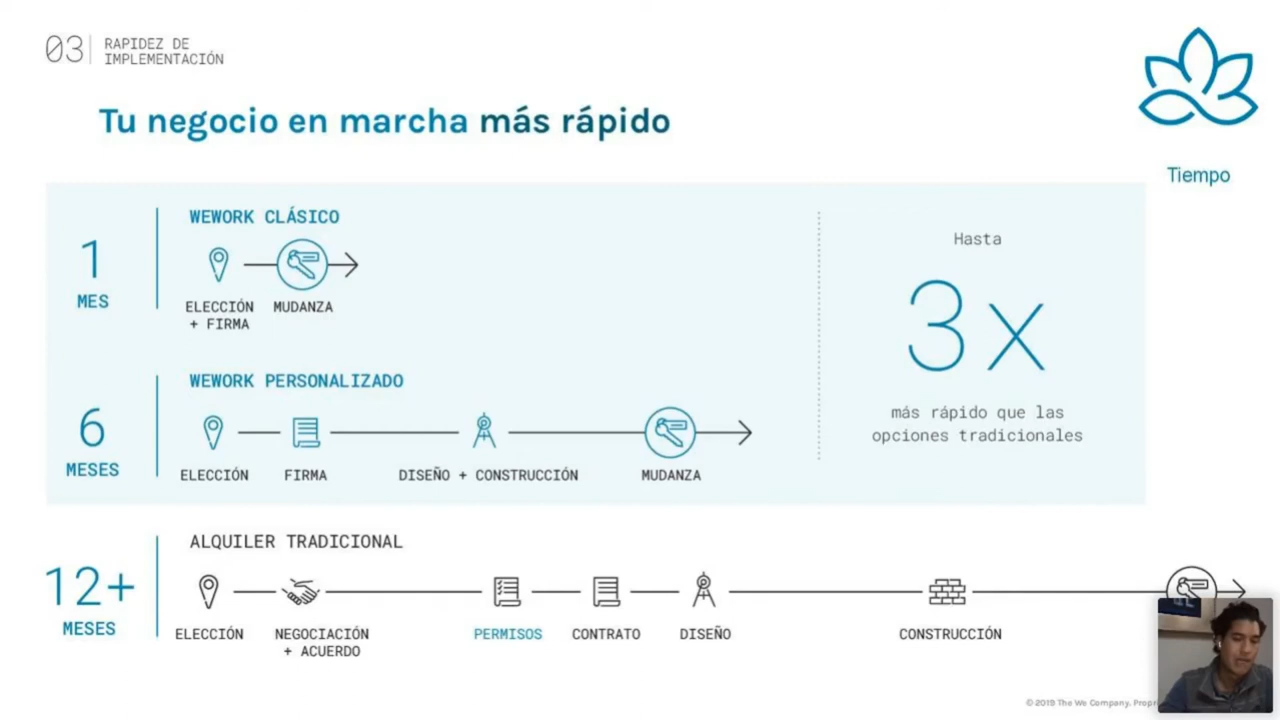 03
RAPIDEZ DE
IMPLEMENTACIÓN
Tu negocio en marcha más rápido
Tiempo
1
MES
WEWORK CLÁSICO
ELECCIÓN
+ FIRMA
MUDANZA
6
MESES
WEWORK PERSONALIZADO
ELECCIÓN
FIRMA
DISEÑO + CONSTRUCCIÓN
MUDANZA
Hasta
3x
más rápido que las
opciones tradicionales
12+
MESES
ALQUILER TRADICIONAL
ELECCIÓN
NEGOCIACIÓN
+ ACUERDO
PERMISOS
CONTRATO
DISEÑO
CONSTRUCCIÓN
© 2019 The We Company.